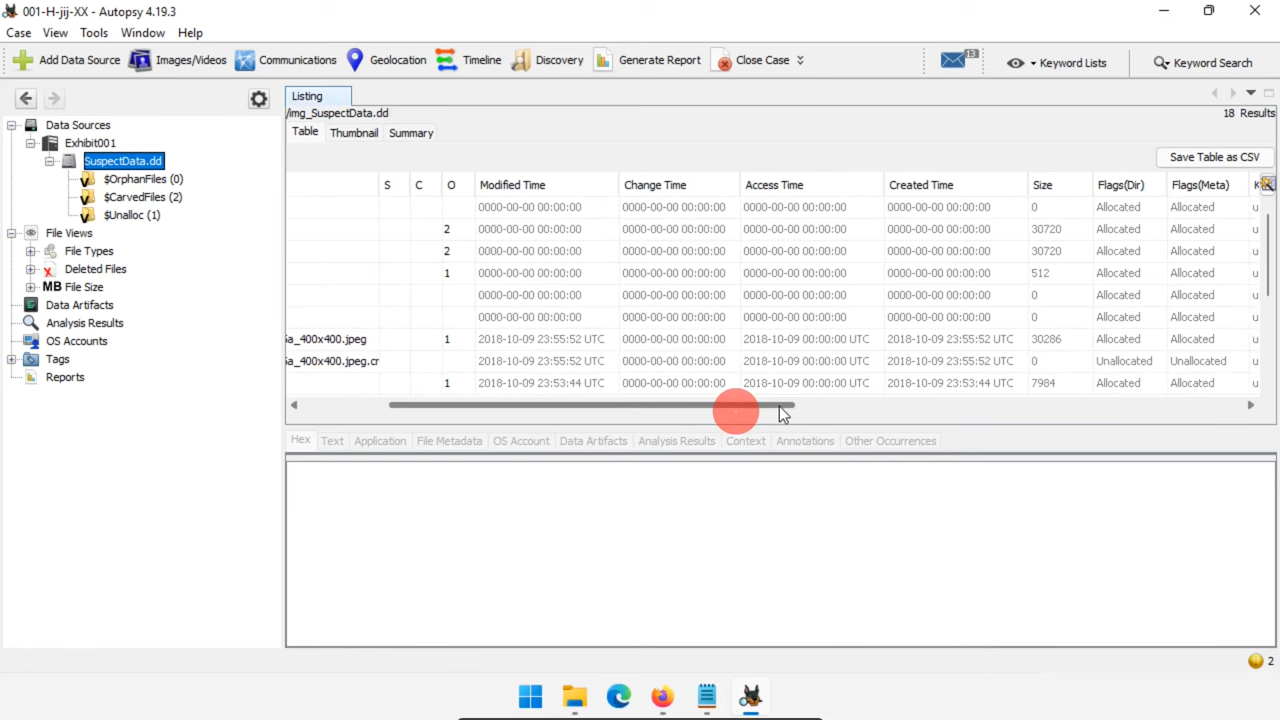 001-H-jij-XX - Autopsy 4.19.3
Case View Tools Window Help
Add Data Source Images/Videos Communications Geolocation Timeline Discovery Generate Report Close Case 13 Keyword Lists Keyword Search
Listing
/img_SuspectData.dd 18 Results
Table Thumbnail Summary
Save Table as CSV
Data Sources
Exhibit001
SuspectData.dd
$OrphanFiles (0)
$CarvedFiles (2)
$Unalloc (1)
File Views
File Types
Deleted Files
MB File Size
Data Artifacts
Analysis Results
OS Accounts
Tags
Reports
S C O Modified Time Change Time Access Time Created Time Size Flags(Dir) Flags(Meta)
0000-00-00 00:00:00 0000-00-00 00:00:00 0000-00-00 00:00:00 0000-00-00 00:00:00 0 Allocated Allocated u
2 0000-00-00 00:00:00 0000-00-00 00:00:00 0000-00-00 00:00:00 0000-00-00 00:00:00 30720 Allocated Allocated u
2 0000-00-00 00:00:00 0000-00-00 00:00:00 0000-00-00 00:00:00 0000-00-00 00:00:00 30720 Allocated Allocated u
1 0000-00-00 00:00:00 0000-00-00 00:00:00 0000-00-00 00:00:00 0000-00-00 00:00:00 512 Allocated Allocated u
0000-00-00 00:00:00 0000-00-00 00:00:00 0000-00-00 00:00:00 0000-00-00 00:00:00 0 Allocated Allocated u
0000-00-00 00:00:00 0000-00-00 00:00:00 0000-00-00 00:00:00 0000-00-00 00:00:00 0 Allocated Allocated u
5a_400x400.jpeg 1 2018-10-09 23:55:52 UTC 0000-00-00 00:00:00 2018-10-09 00:00:00 UTC 2018-10-09 23:55:52 UTC 30286 Allocated Allocated u
5a_400x400.jpeg.cr 2018-10-09 23:55:52 UTC 0000-00-00 00:00:00 2018-10-09 00:00:00 UTC 2018-10-09 23:55:52 UTC 0 Unallocated Unallocated u
1 2018-10-09 23:53:44 UTC 0000-00-00 00:00:00 2018-10-09 00:00:00 UTC 2018-10-09 23:53:44 UTC 7984 Allocated Allocated u
Hex Text Application File Metadata OS Account Data Artifacts Analysis Results Context Annotations Other Occurrences
2